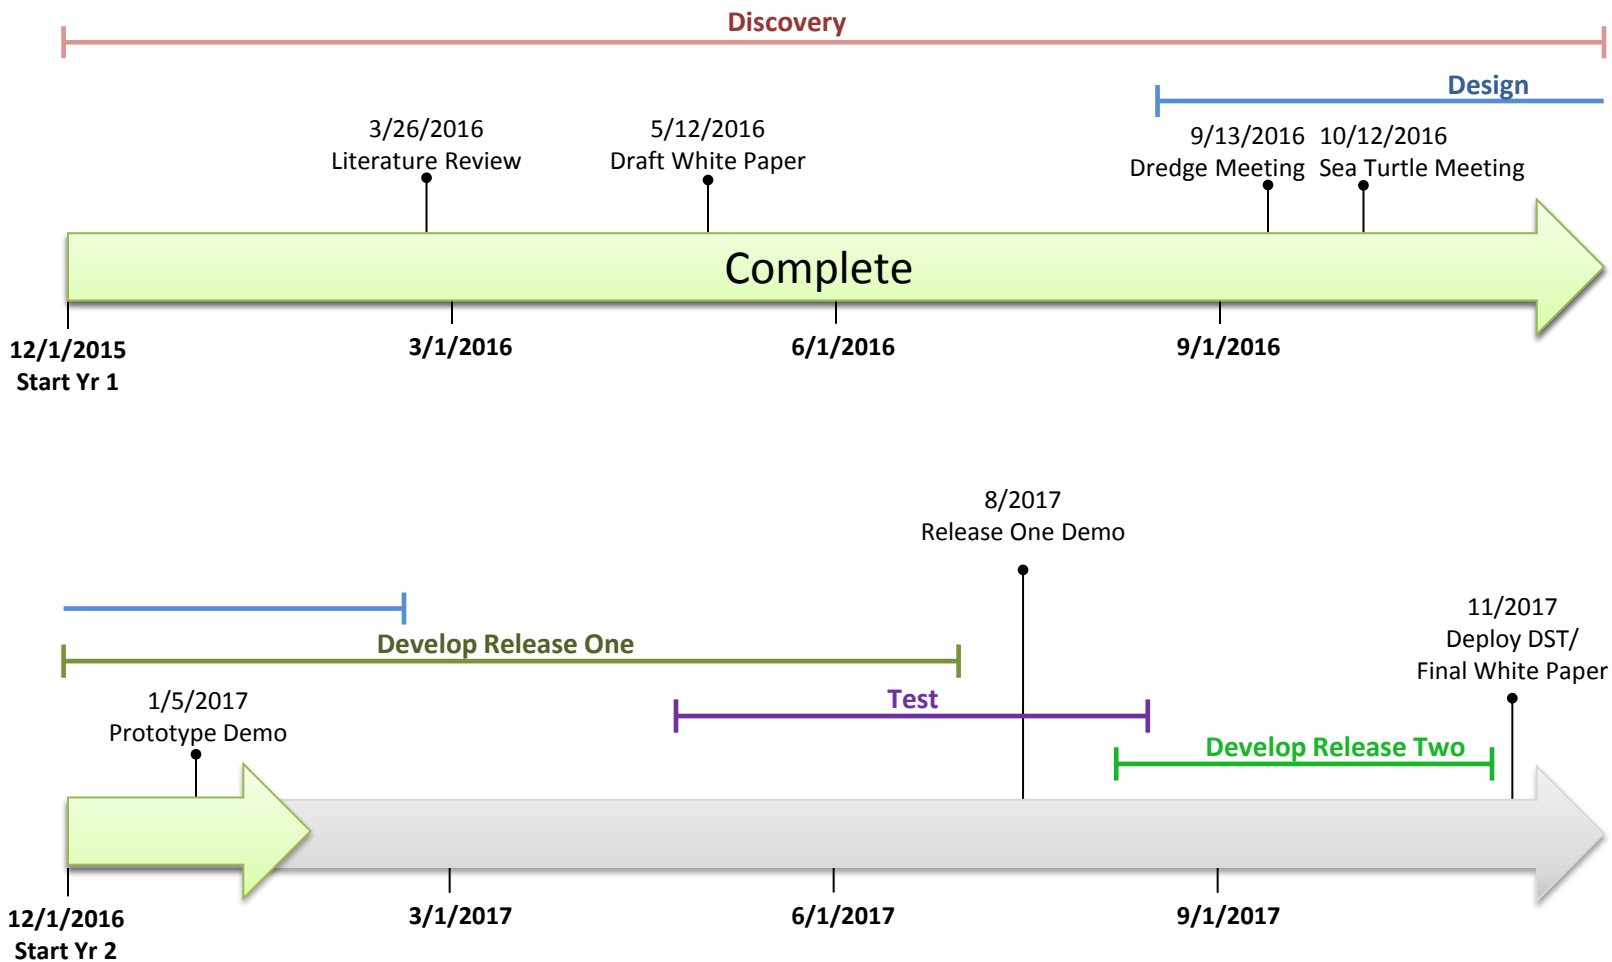 Discovery
Design
3/26/2016
Literature Review
5/12/2016
Draft White Paper
9/13/2016
Dredge Meeting
10/12/2016
Sea Turtle Meeting
Complete
12/1/2015
Start Yr 1
3/1/2016
6/1/2016
9/1/2016
8/2017
Release One Demo
11/2017
Deploy DST/
Final White Paper
Develop Release One
1/5/2017
Prototype Demo
Test
Develop Release Two
12/1/2016
Start Yr 2
3/1/2017
6/1/2017
9/1/2017